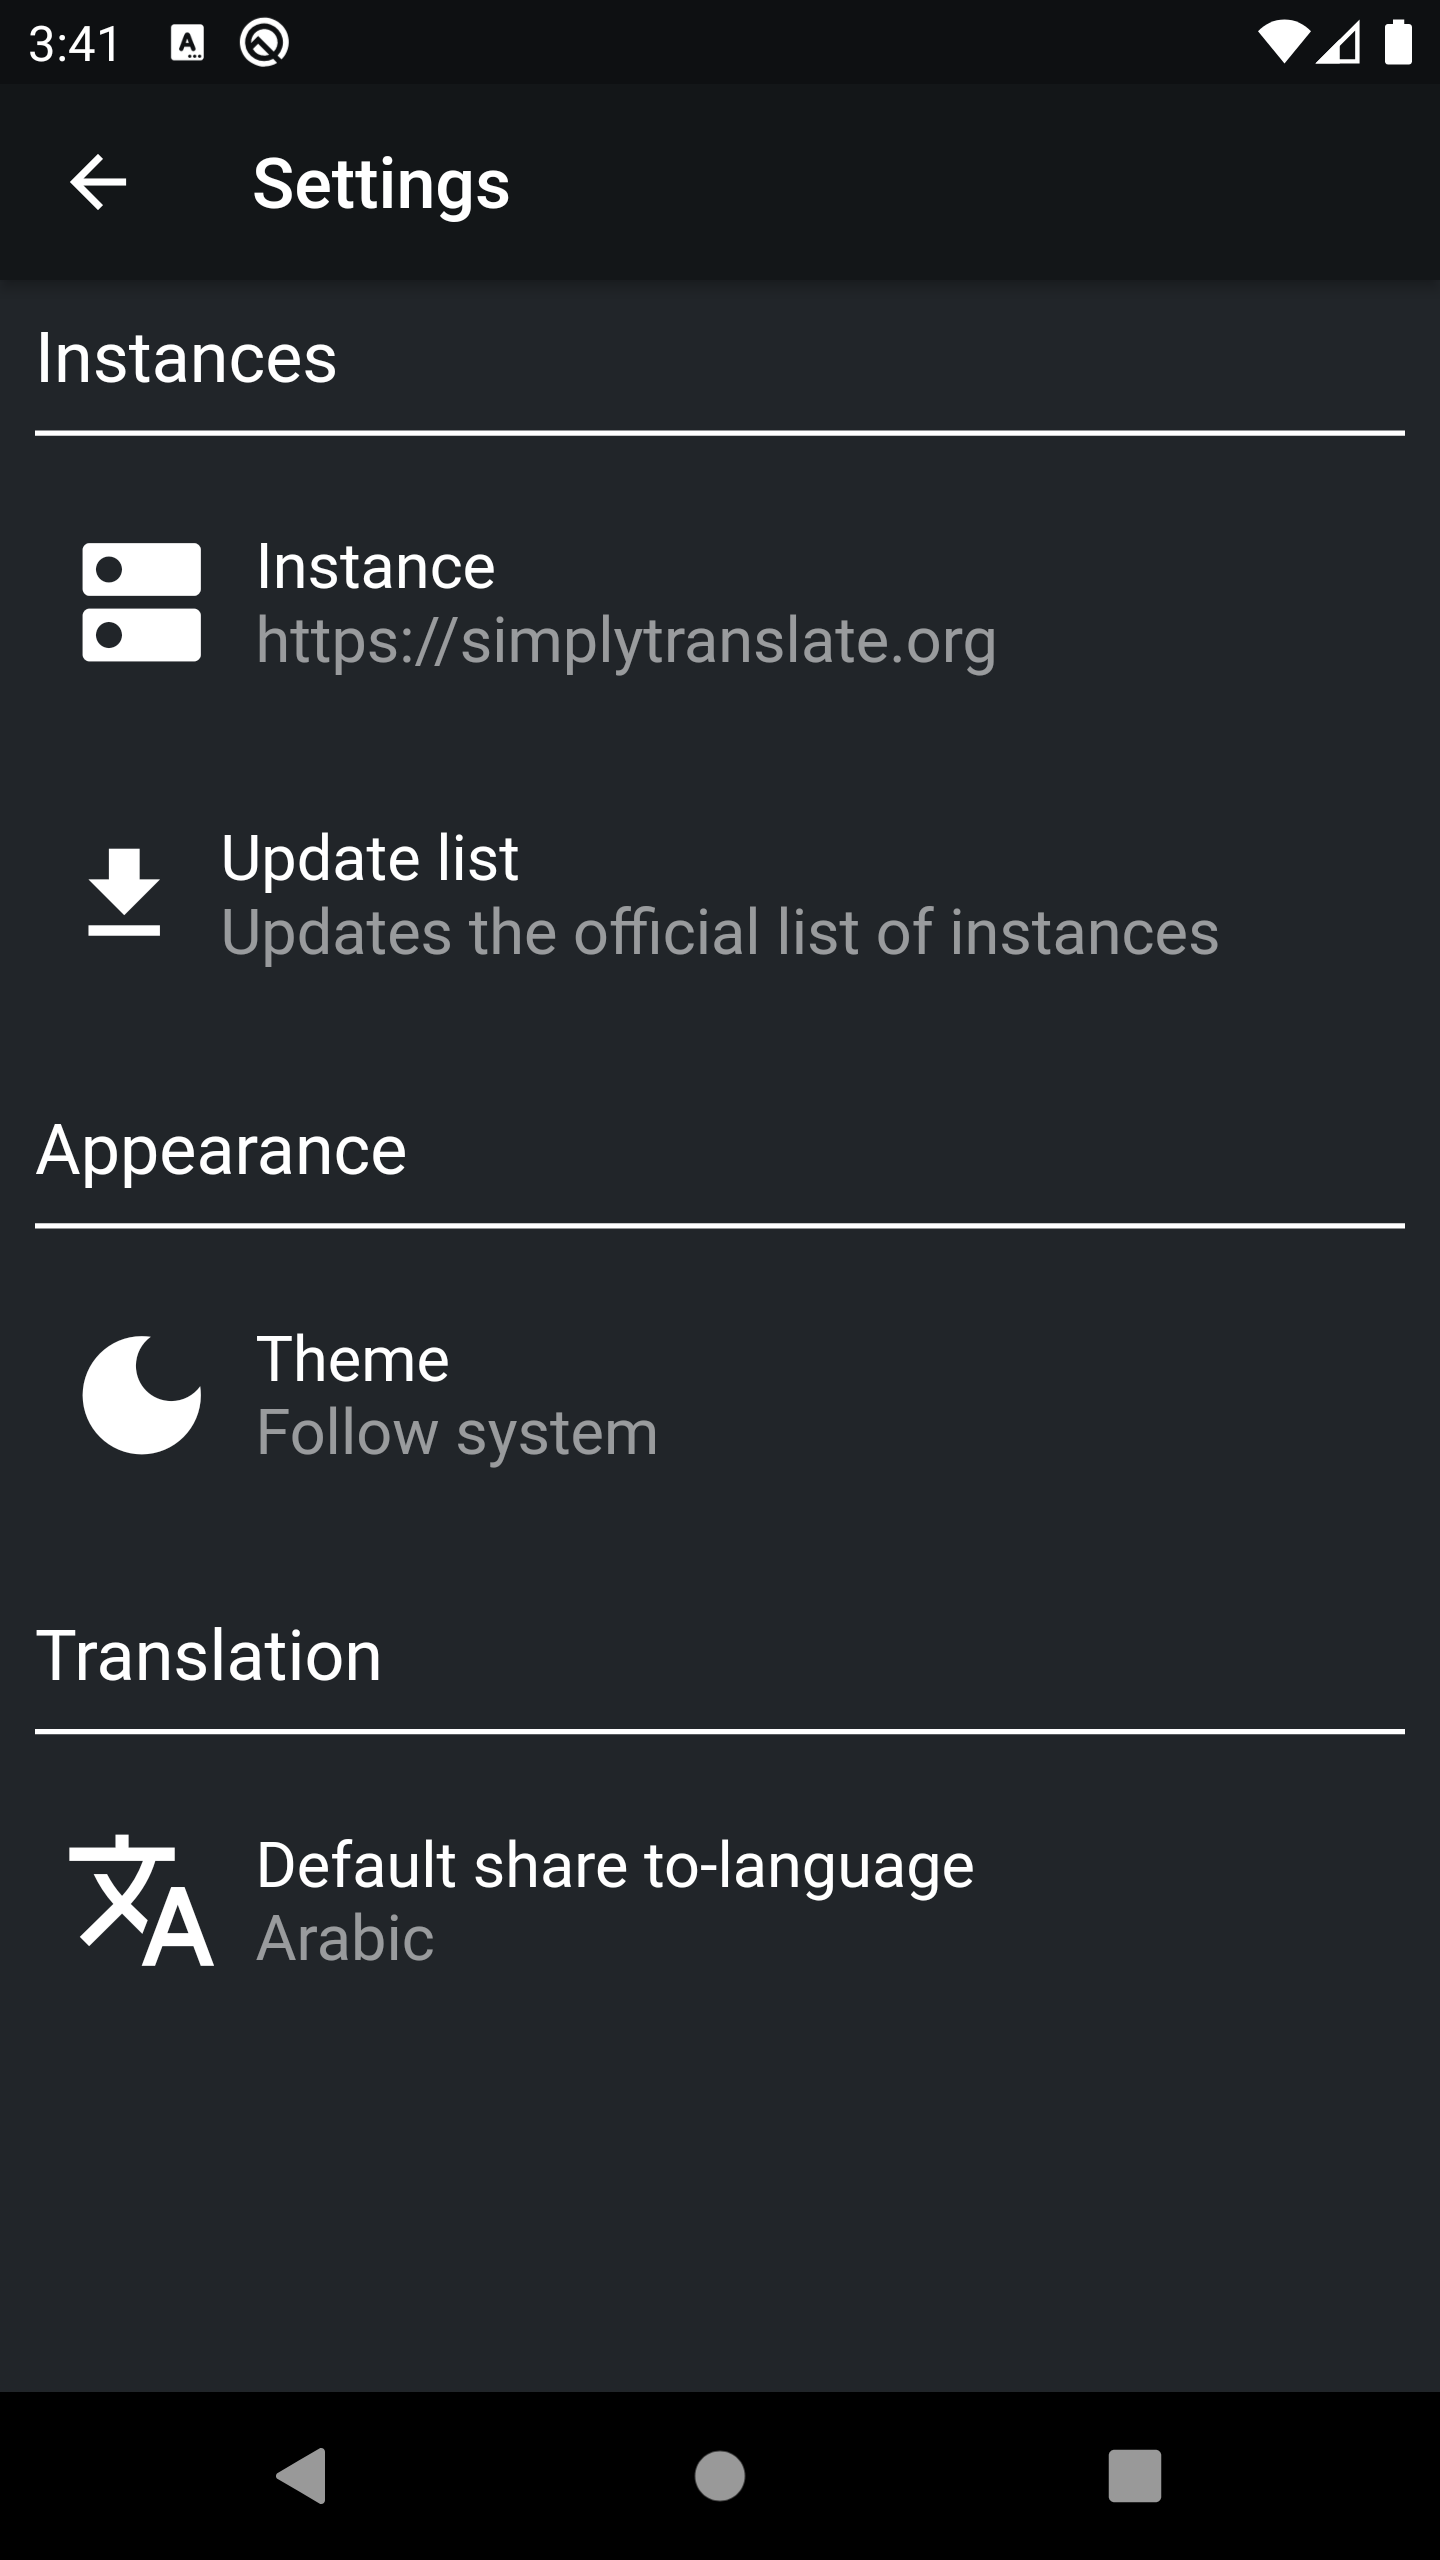 3:41
Settings
Instances
Instance
https://simplytranslate.org
Update list
Updates the official list of instances
Appearance
Theme
Follow system
Translation
Default share to-language
Arabic